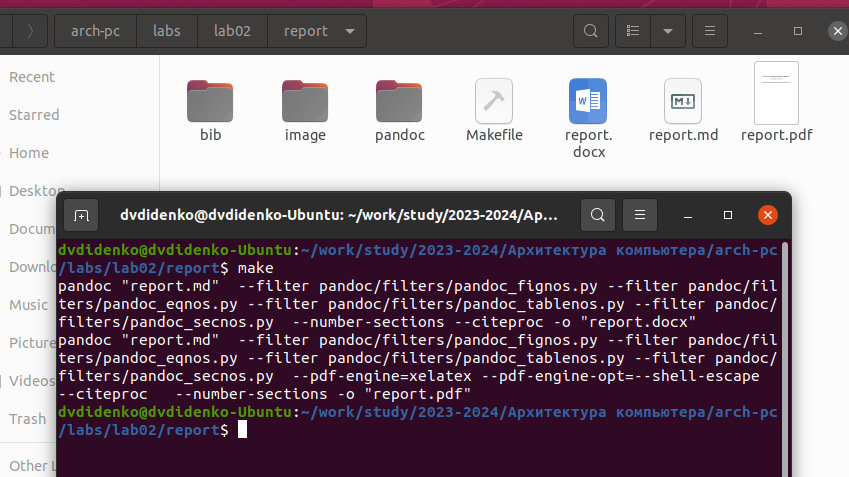 arch-pc labs lab02 report
Recent
Starred
Home
Desktop
Docum
Downlo
Music
Picture
Videos
Trash
Other L
bib image pandoc Makefile report.docx report.md report.pdf
W
M
dvdidenko@dvdidenko-Ubuntu: ~/work/study/2023-2024/Ар...
dvdidenko@dvdidenko-Ubuntu:~/work/study/2023-2024/Архитектура компьютера/arch-pc
/labs/lab02/report$ make
pandoc "report.md"  --filter pandoc/filters/pandoc_fignos.py --filter pandoc/fil
ters/pandoc_eqnos.py --filter pandoc/filters/pandoc_tablenos.py --filter pandoc/
filters/pandoc_secnos.py  --number-sections --citeproc -o "report.docx"
pandoc "report.md"  --filter pandoc/filters/pandoc_fignos.py --filter pandoc/fil
ters/pandoc_eqnos.py --filter pandoc/filters/pandoc_tablenos.py --filter pandoc/
filters/pandoc_secnos.py  --pdf-engine=xelatex --pdf-engine-opt=--shell-escape
--citeproc   --number-sections -o "report.pdf"
dvdidenko@dvdidenko-Ubuntu:~/work/study/2023-2024/Архитектура компьютера/arch-pc
/labs/lab02/report$